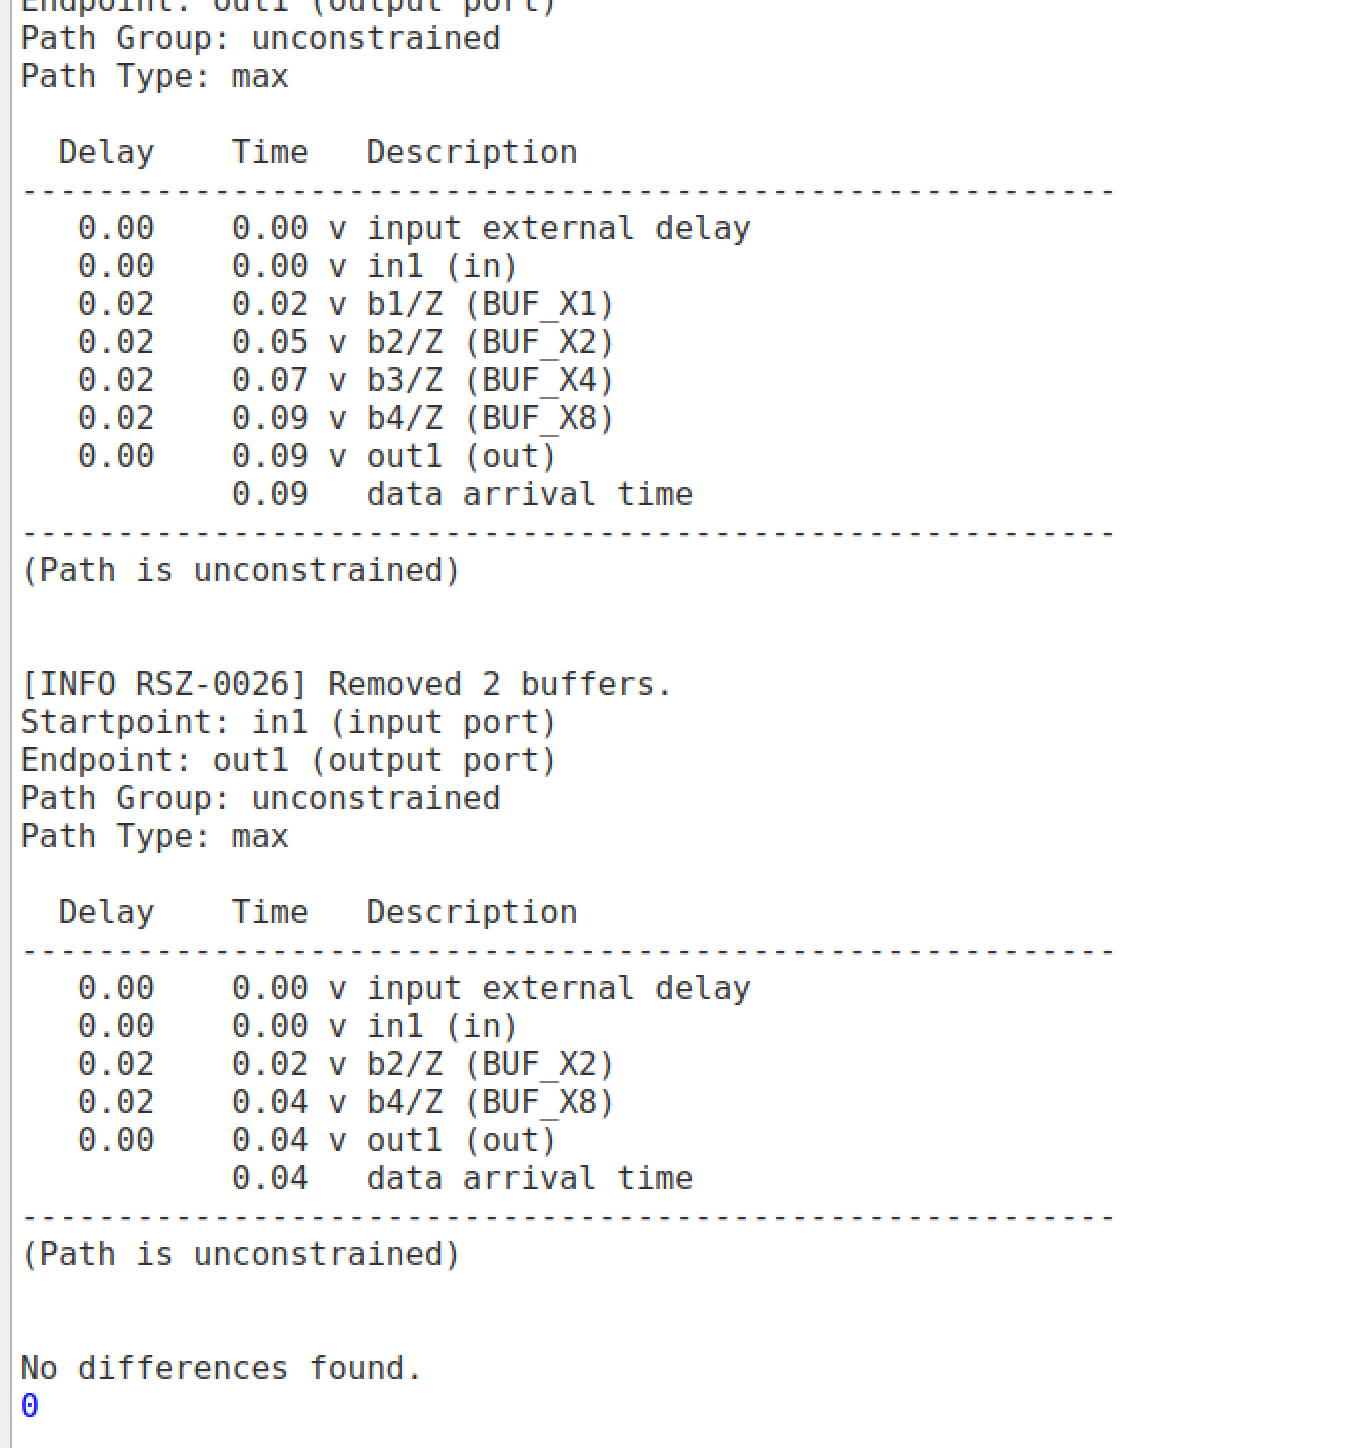 Endpoint: out1 (output port)
Path Group: unconstrained
Path Type: max
  Delay    Time   Description
---------------------------------------------------------
   0.00    0.00 v input external delay
   0.00    0.00 v in1 (in)
   0.02    0.02 v b1/Z (BUF_X1)
   0.02    0.05 v b2/Z (BUF_X2)
   0.02    0.07 v b3/Z (BUF_X4)
   0.02    0.09 v b4/Z (BUF_X8)
   0.00    0.09 v out1 (out)
           0.09   data arrival time
---------------------------------------------------------
(Path is unconstrained)
[INFO RSZ-0026] Removed 2 buffers.
Startpoint: in1 (input port)
Endpoint: out1 (output port)
Path Group: unconstrained
Path Type: max
  Delay    Time   Description
---------------------------------------------------------
   0.00    0.00 v input external delay
   0.00    0.00 v in1 (in)
   0.02    0.02 v b2/Z (BUF_X2)
   0.02    0.04 v b4/Z (BUF_X8)
   0.00    0.04 v out1 (out)
           0.04   data arrival time
---------------------------------------------------------
(Path is unconstrained)
No differences found.
0